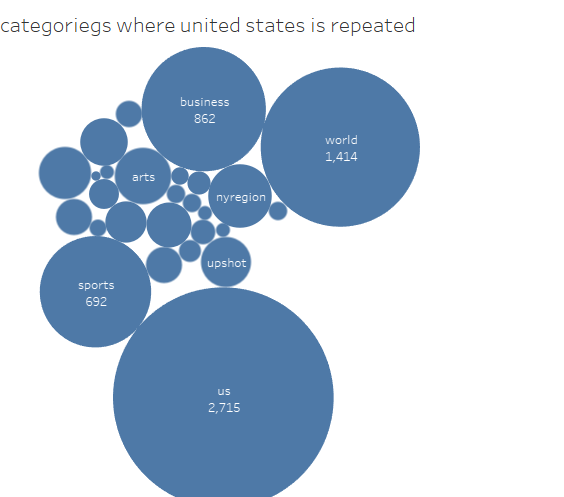 categoriegs where united states is repeated
business
862
world
1,414
arts
nyregion
upshot
sports
692
us
2,715